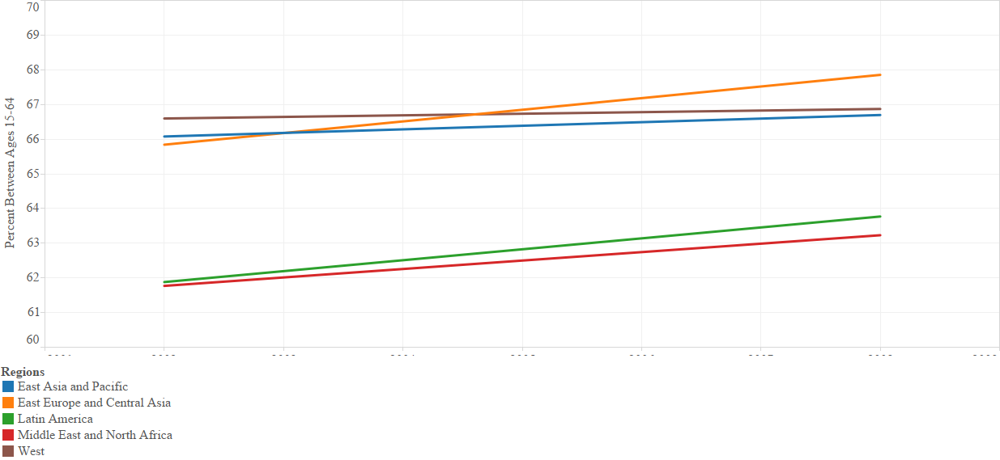 70
69
68
67
66
65
64
63
62
61
60
Percent Between Ages 15-64
Regions
East Asia and Pacific
East Europe and Central Asia
Latin America
Middle East and North Africa
West